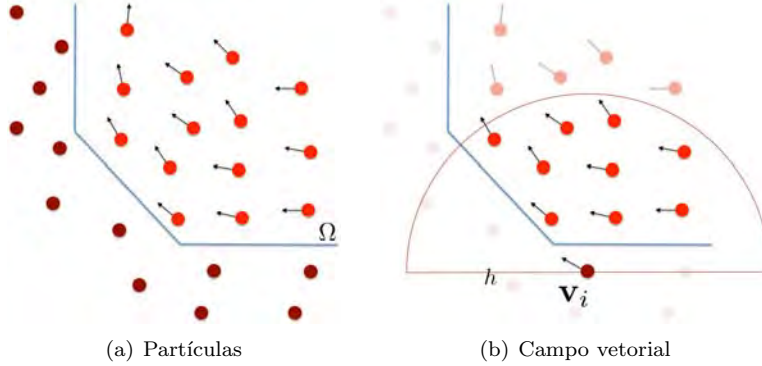 Ω
h
v_i
(a) Partículas
(b) Campo vetorial